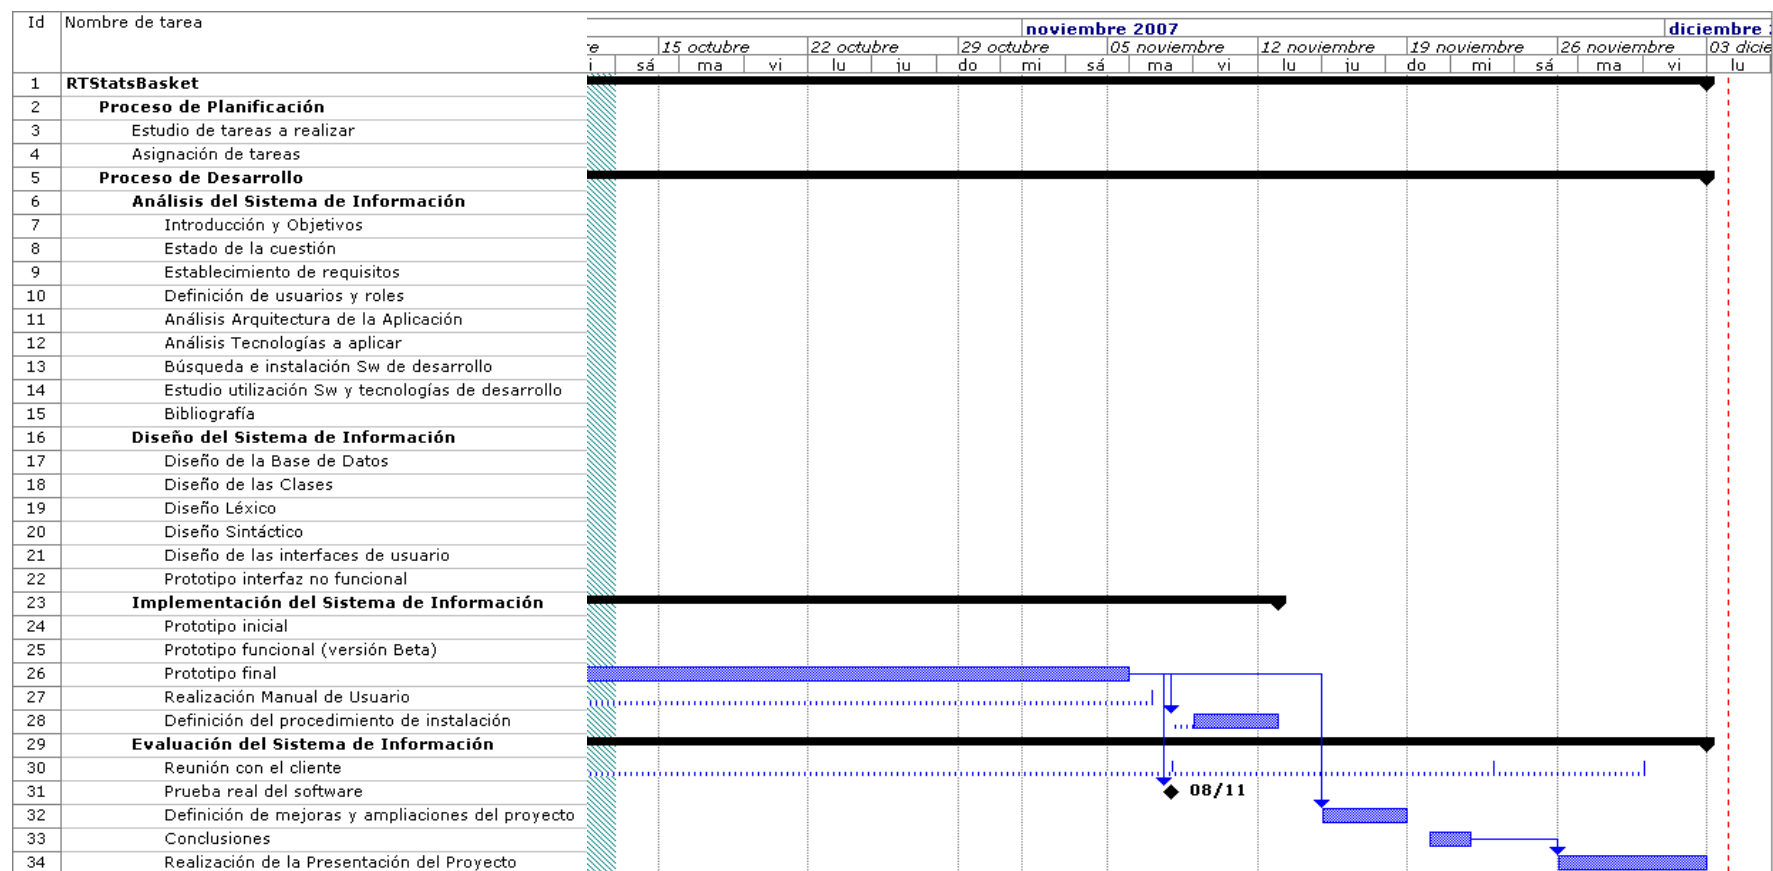 Id Nombre de tarea
noviembre 2007 diciembre
re 15 octubre 22 octubre 29 octubre 05 noviembre 12 noviembre 19 noviembre 26 noviembre 03 dicie
i sá ma vi lu ju do mi sá ma vi lu ju do mi sá ma vi lu
1 RTStatsBasket
2 Proceso de Planificación
3 Estudio de tareas a realizar
4 Asignación de tareas
5 Proceso de Desarrollo
6 Análisis del Sistema de Información
7 Introducción y Objetivos
8 Estado de la cuestión
9 Establecimiento de requisitos
10 Definición de usuarios y roles
11 Análisis Arquitectura de la Aplicación
12 Análisis Tecnologías a aplicar
13 Búsqueda e instalación Sw de desarrollo
14 Estudio utilización Sw y tecnologías de desarrollo
15 Bibliografía
16 Diseño del Sistema de Información
17 Diseño de la Base de Datos
18 Diseño de las Clases
19 Diseño Léxico
20 Diseño Sintáctico
21 Diseño de las interfaces de usuario
22 Prototipo interfaz no funcional
23 Implementación del Sistema de Información
24 Prototipo inicial
25 Prototipo funcional (versión Beta)
26 Prototipo final
27 Realización Manual de Usuario
28 Definición del procedimiento de instalación
29 Evaluación del Sistema de Información
30 Reunión con el cliente
31 Prueba real del software 08/11
32 Definición de mejoras y ampliaciones del proyecto
33 Conclusiones
34 Realización de la Presentación del Proyecto